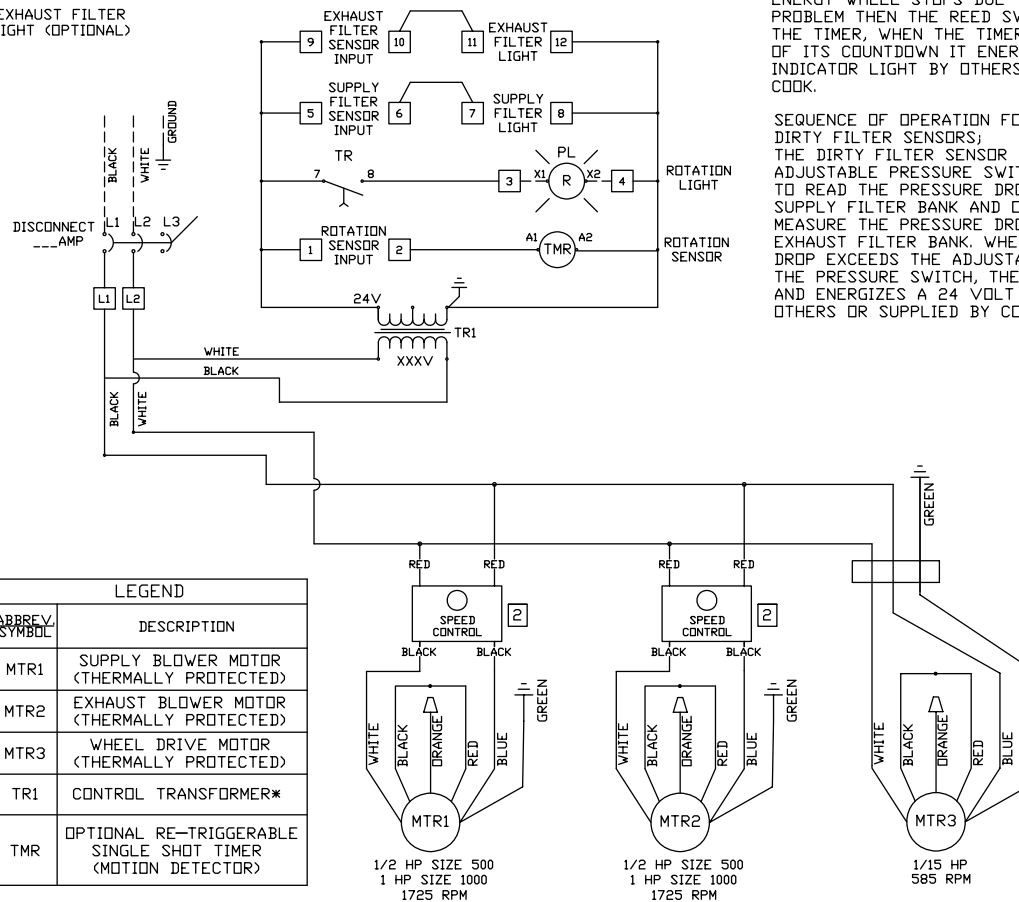 EXHAUST FILTER
IGHT (OPTIONAL)
ENERGY WHEEL STOPS DUE
PROBLEM THEN THE REED SW
THE TIMER, WHEN THE TIMER
OF ITS COUNTDOWN IT ENER
INDICATOR LIGHT BY OTHERS
COOK.
SEQUENCE OF OPERATION FO
DIRTY FILTER SENSORS;
THE DIRTY FILTER SENSOR
ADJUSTABLE PRESSURE SWIT
TO READ THE PRESSURE DRO
SUPPLY FILTER BANK AND
MEASURE THE PRESSURE DRO
EXHAUST FILTER BANK. WHE
DROP EXCEEDS THE ADJUSTA
THE PRESSURE SWITCH, THE
AND ENERGIZES A 24 VOLT
OTHERS OR SUPPLIED BY CO
9
EXHAUST
FILTER
SENSOR
INPUT
10
11
EXHAUST
FILTER
LIGHT
12
5
SUPPLY
FILTER
SENSOR
INPUT
6
7
SUPPLY
FILTER
LIGHT
8
TR
7
8
3
X1
PL
R
X2
4
ROTATION
LIGHT
1
ROTATION
SENSOR
INPUT
2
A1
TMR
A2
ROTATION
SENSOR
24V
TR1
XXXV
BLACK
WHITE
GROUND
DISCONNECT
___AMP
L1
L2
L3
L1
L2
WHITE
BLACK
BLACK
WHITE
GREEN
RED
RED
SPEED
CONTROL
2
BLACK
BLACK
WHITE
BLACK
ORANGE
RED
BLUE
GREEN
MTR1
1/2 HP SIZE 500
1 HP SIZE 1000
1725 RPM
RED
RED
SPEED
CONTROL
2
BLACK
BLACK
WHITE
BLACK
ORANGE
RED
BLUE
GREEN
MTR2
1/2 HP SIZE 500
1 HP SIZE 1000
1725 RPM
WHITE
BLACK
ORANGE
RED
BLUE
MTR3
1/15 HP
585 RPM
LEGEND
ABBREV.
SYMBOL
DESCRIPTION
MTR1
SUPPLY BLOWER MOTOR
(THERMALLY PROTECTED)
MTR2
EXHAUST BLOWER MOTOR
(THERMALLY PROTECTED)
MTR3
WHEEL DRIVE MOTOR
(THERMALLY PROTECTED)
TR1
CONTROL TRANSFORMER*
TMR
OPTIONAL RE-TRIGGERABLE
SINGLE SHOT TIMER
(MOTION DETECTOR)